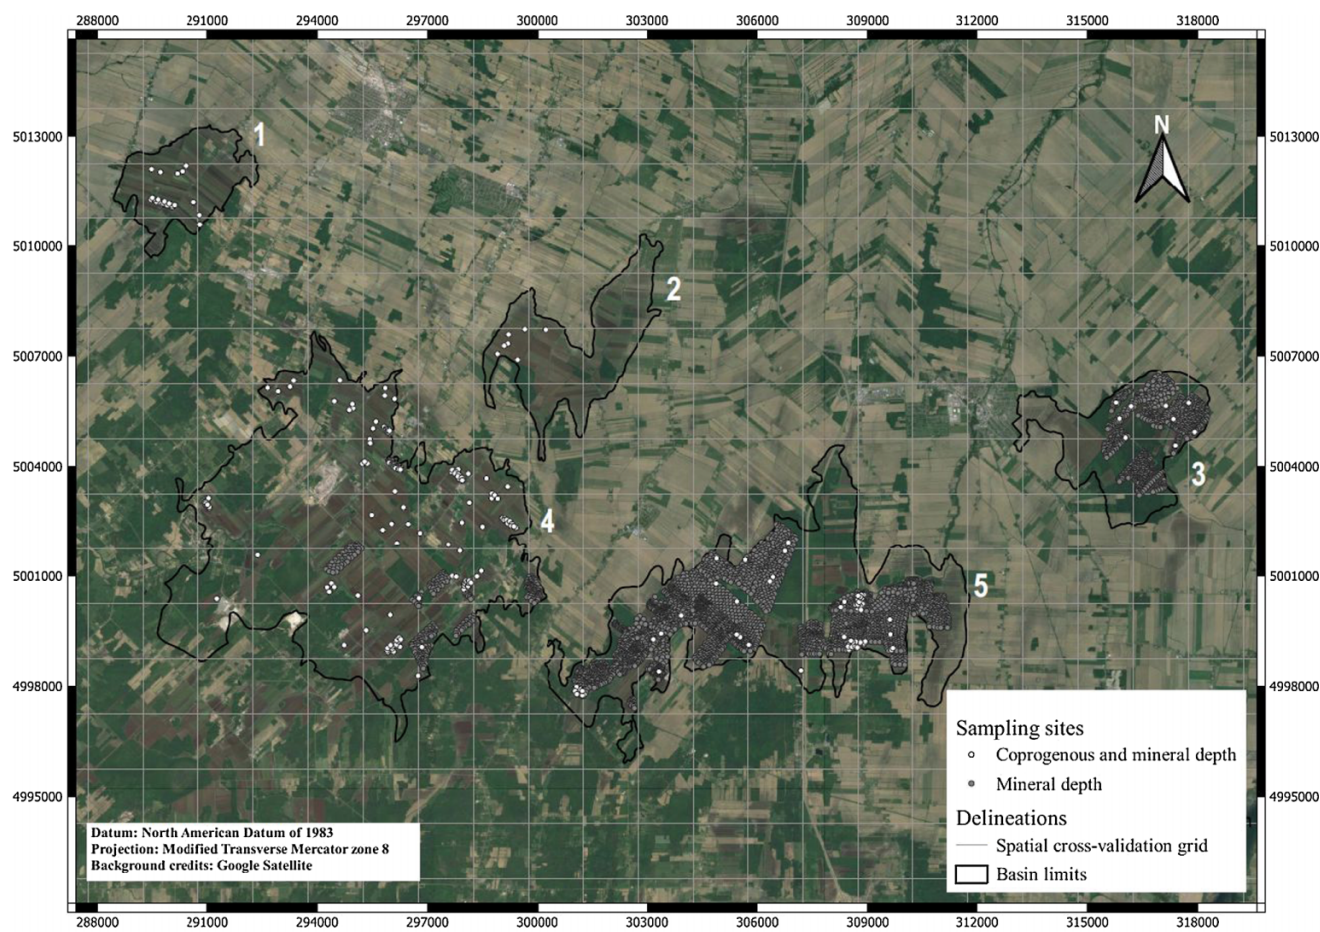 288000 291000 294000 297000 300000 303000 306000 309000 312000 315000 318000
5013000 5013000
5010000 5010000
5007000 5007000
5004000 5004000
5001000 5001000
4998000 4998000
4995000 4995000
N
1
2
3
4
5
Sampling sites
Coprogenous and mineral depth
Mineral depth
Delineations
Spatial cross-validation grid
Basin limits
Datum: North American Datum of 1983
Projection: Modified Transverse Mercator zone 8
Background credits: Google Satellite
288000 291000 294000 297000 300000 303000 306000 309000 312000 315000 318000